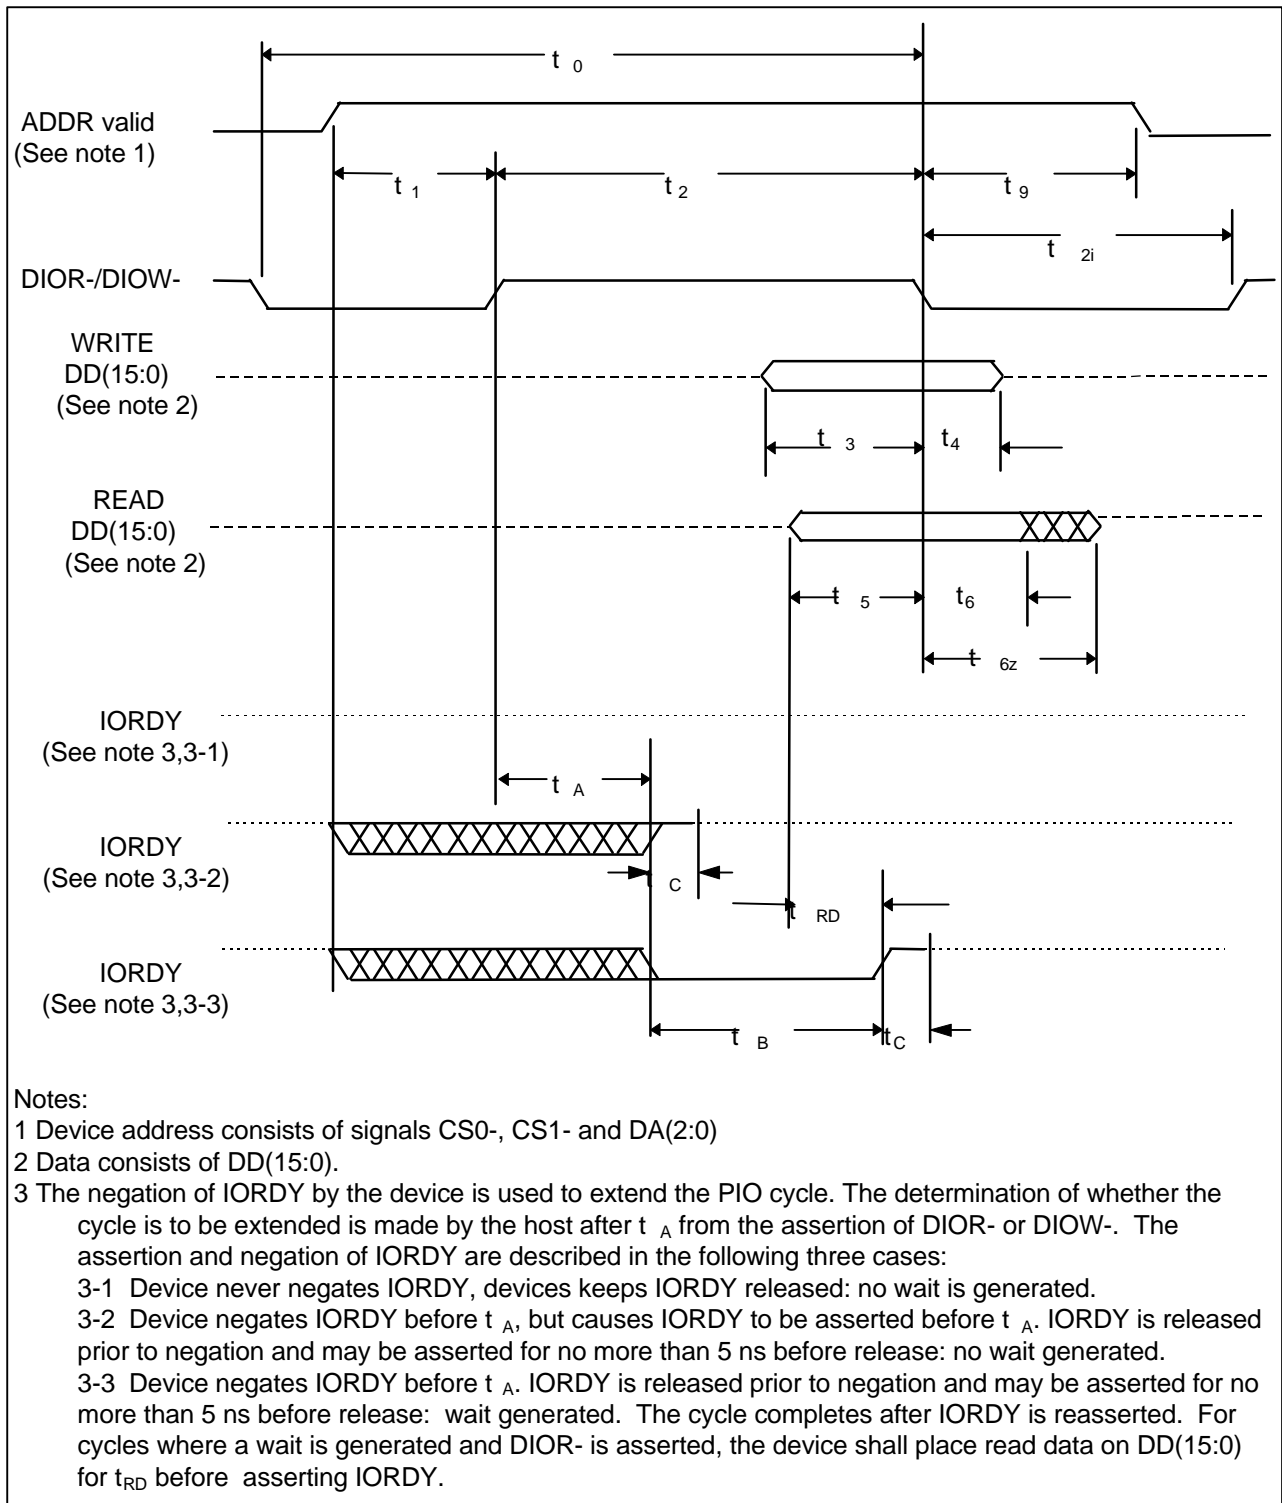 t 0
ADDR valid
(See note 1)
t 1
t 2
t 9
t 2i
DIOR-/DIOW-
WRITE
DD(15:0)
(See note 2)
t 3
t4
READ
DD(15:0)
(See note 2)
t 5
t6
t 6z
IORDY
(See note 3,3-1)
t A
IORDY
(See note 3,3-2)
t C
t RD
IORDY
(See note 3,3-3)
t B
tC
Notes:
1 Device address consists of signals CS0-, CS1- and DA(2:0)
2 Data consists of DD(15:0).
3 The negation of IORDY by the device is used to extend the PIO cycle. The determination of whether the
cycle is to be extended is made by the host after t A from the assertion of DIOR- or DIOW-. The
assertion and negation of IORDY are described in the following three cases:
3-1 Device never negates IORDY, devices keeps IORDY released: no wait is generated.
3-2 Device negates IORDY before t A, but causes IORDY to be asserted before t A. IORDY is released
prior to negation and may be asserted for no more than 5 ns before release: no wait generated.
3-3 Device negates IORDY before t A. IORDY is released prior to negation and may be asserted for no
more than 5 ns before release: wait generated. The cycle completes after IORDY is reasserted. For
cycles where a wait is generated and DIOR- is asserted, the device shall place read data on DD(15:0)
for tRD before asserting IORDY.